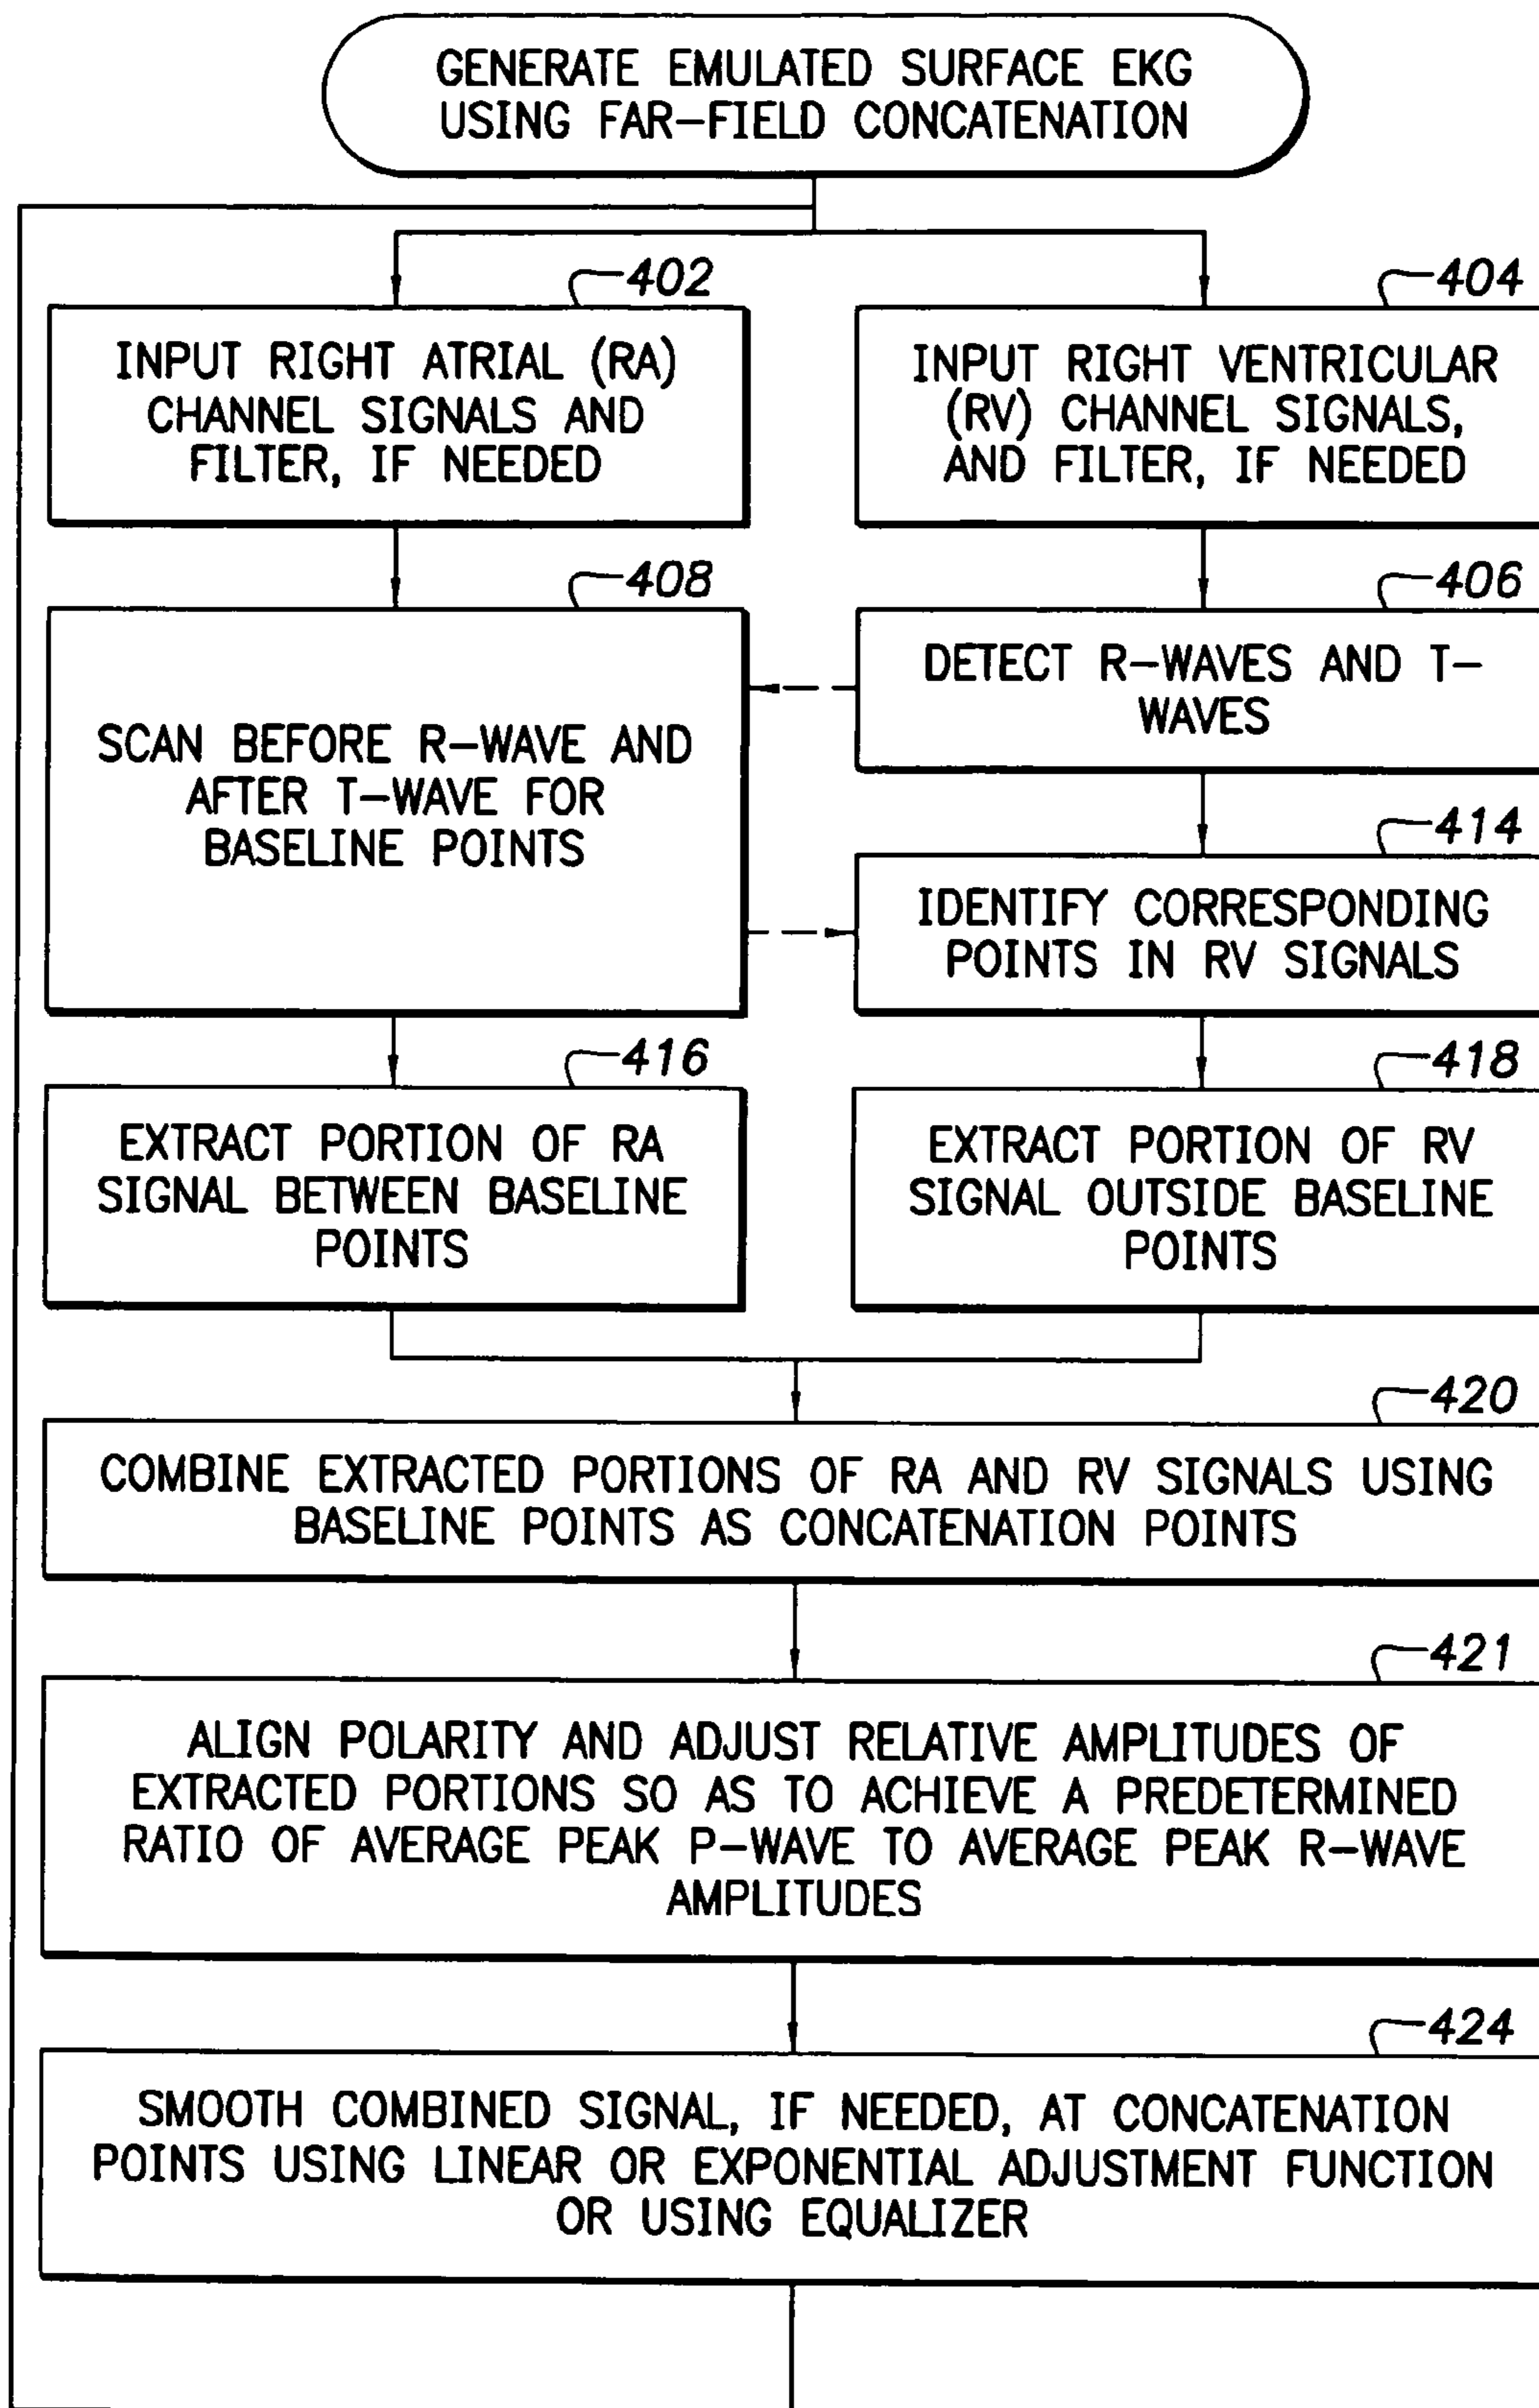 GENERATE EMULATED SURFACE EKG
USING FAR-FIELD CONCATENATION
402
INPUT RIGHT ATRIAL (RA)
CHANNEL SIGNALS AND
FILTER, IF NEEDED
404
INPUT RIGHT VENTRICULAR
(RV) CHANNEL SIGNALS,
AND FILTER, IF NEEDED
408
SCAN BEFORE R-WAVE AND
AFTER T-WAVE FOR
BASELINE POINTS
406
DETECT R-WAVES AND T-
WAVES
414
IDENTIFY CORRESPONDING
POINTS IN RV SIGNALS
416
EXTRACT PORTION OF RA
SIGNAL BETWEEN BASELINE
POINTS
418
EXTRACT PORTION OF RV
SIGNAL OUTSIDE BASELINE
POINTS
420
COMBINE EXTRACTED PORTIONS OF RA AND RV SIGNALS USING
BASELINE POINTS AS CONCATENATION POINTS
421
ALIGN POLARITY AND ADJUST RELATIVE AMPLITUDES OF
EXTRACTED PORTIONS SO AS TO ACHIEVE A PREDETERMINED
RATIO OF AVERAGE PEAK P-WAVE TO AVERAGE PEAK R-WAVE
AMPLITUDES
424
SMOOTH COMBINED SIGNAL, IF NEEDED, AT CONCATENATION
POINTS USING LINEAR OR EXPONENTIAL ADJUSTMENT FUNCTION
OR USING EQUALIZER